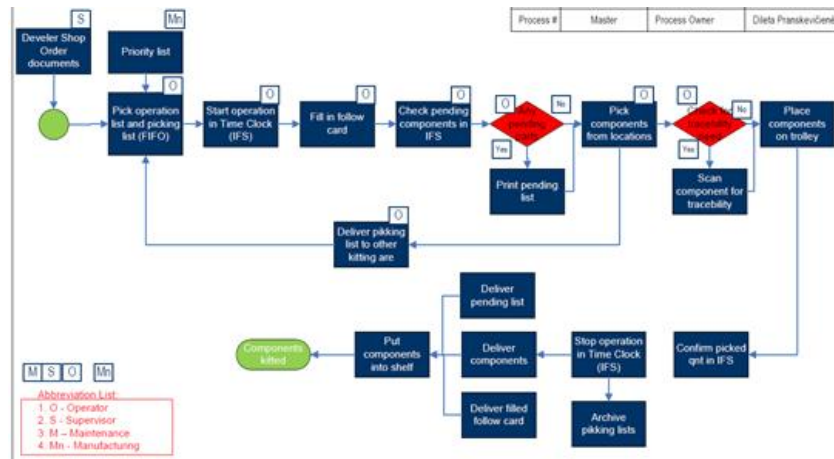 Process #
Master
Process Owner
Dileta Pranskevičienė
S
Develer Shop
Order
documents
Mn
Priority list
O
Pick operation
list and picking
list (FIFO)
O
Start operation
in Time Clock
(IFS)
O
Fill in follow
card
O
Check pending
components in
IFS
O
pending
No
Yes
Print pending
list
O
Pick
components
from locations
O
Check for
traceability
No
Yes
Scan
component for
tracebility
Place
components
on trolley
O
Deliver pikking
list to other
kitting are
Deliver
pending list
Components
kitted
Put
components
into shelf
Deliver
components
Stop operation
in Time Clock
(IFS)
Confirm picked
qnt in IFS
Deliver filled
follow card
Archive
pikking lists
M S O Mn
Abbreviation List:
1. O - Operator
2. S - Supervisor
3. M – Maintenance
4. Mn - Manufacturing